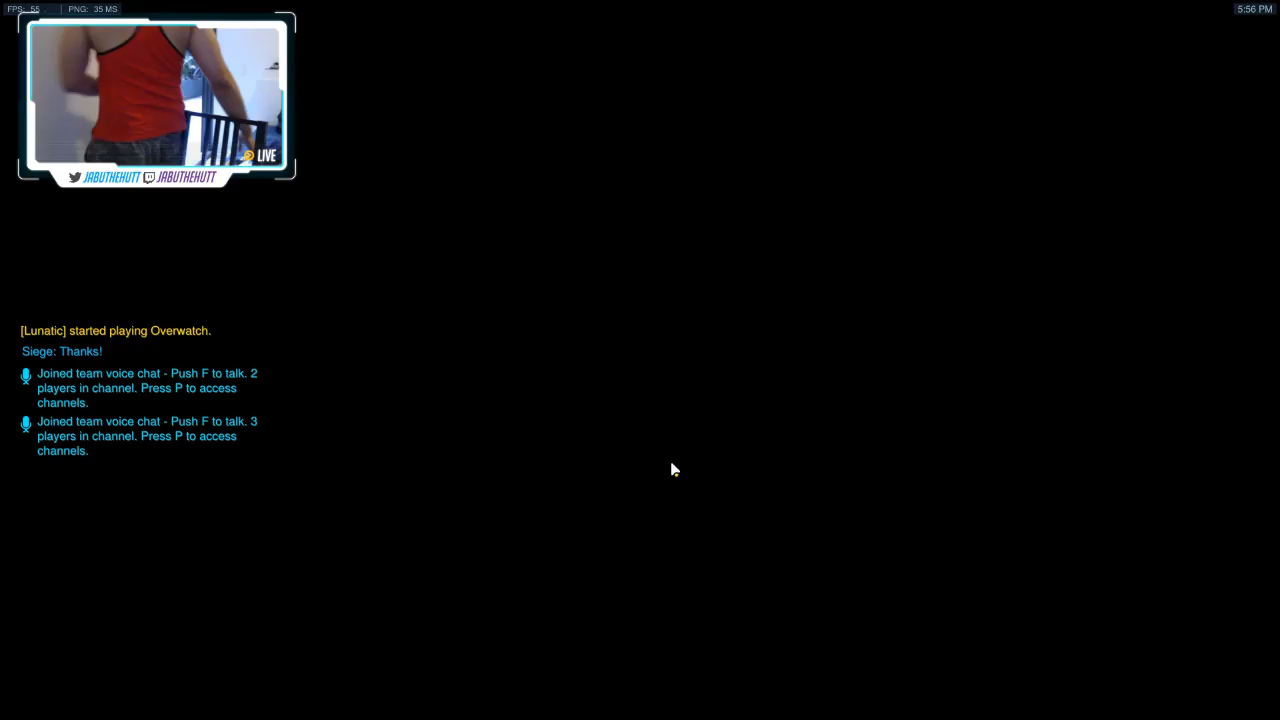 FPS: 55 | PNG: 35 MS
5:56 PM
LIVE
JABUTHEHUTT JABUTHEHUTT
[Lunatic] started playing Overwatch.
Siege: Thanks!
Joined team voice chat - Push F to talk. 2
players in channel. Press P to access
channels.
Joined team voice chat - Push F to talk. 3
players in channel. Press P to access
channels.